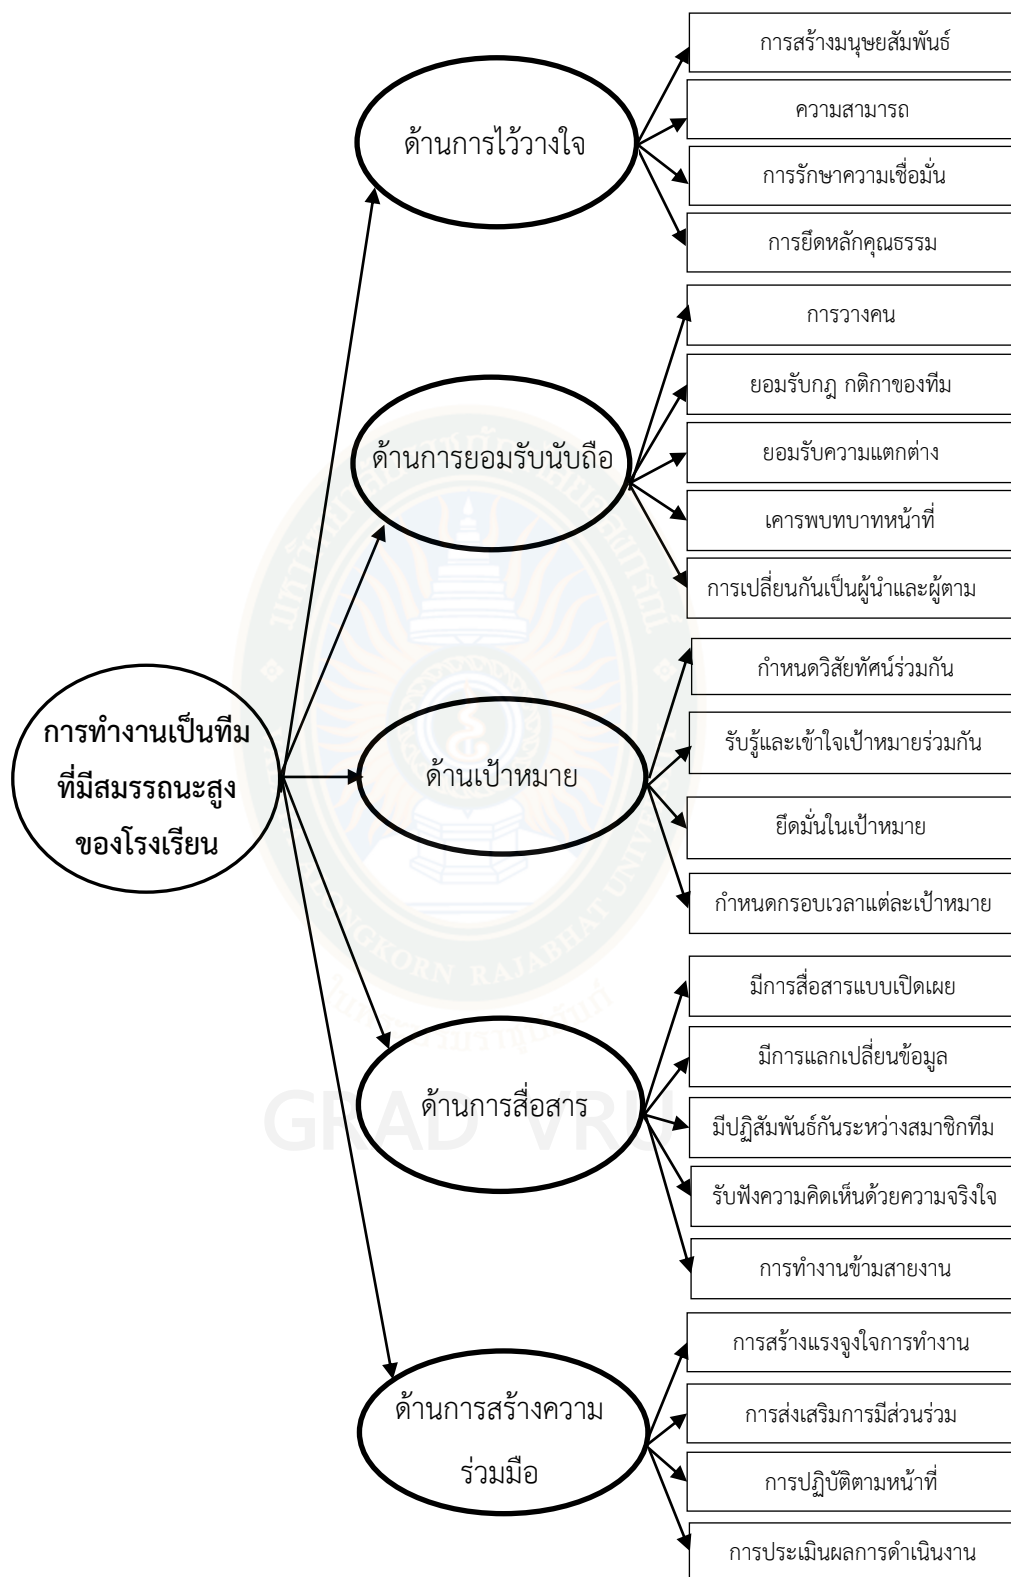 การทำงานเป็นทีม
ที่มีสมรรถนะสูง
ของโรงเรียน
ด้านการไว้วางใจ
การสร้างมนุษยสัมพันธ์
ความสามารถ
การรักษาความเชื่อมั่น
การยึดหลักคุณธรรม
ด้านการยอมรับนับถือ
การวางคน
ยอมรับกฎ กติกาของทีม
ยอมรับความแตกต่าง
เคารพบทบาทหน้าที่
การเปลี่ยนกันเป็นผู้นำและผู้ตาม
ด้านเป้าหมาย
กำหนดวิสัยทัศน์ร่วมกัน
รับรู้และเข้าใจเป้าหมายร่วมกัน
ยึดมั่นในเป้าหมาย
กำหนดกรอบเวลาแต่ละเป้าหมาย
ด้านการสื่อสาร
มีการสื่อสารแบบเปิดเผย
มีการแลกเปลี่ยนข้อมูล
มีปฏิสัมพันธ์กันระหว่างสมาชิกทีม
รับฟังความคิดเห็นด้วยความจริงใจ
การทำงานข้ามสายงาน
ด้านการสร้างความ
ร่วมมือ
การสร้างแรงจูงใจการทำงาน
การส่งเสริมการมีส่วนร่วม
การปฏิบัติตามหน้าที่
การประเมินผลการดำเนินงาน
GRAD VRU